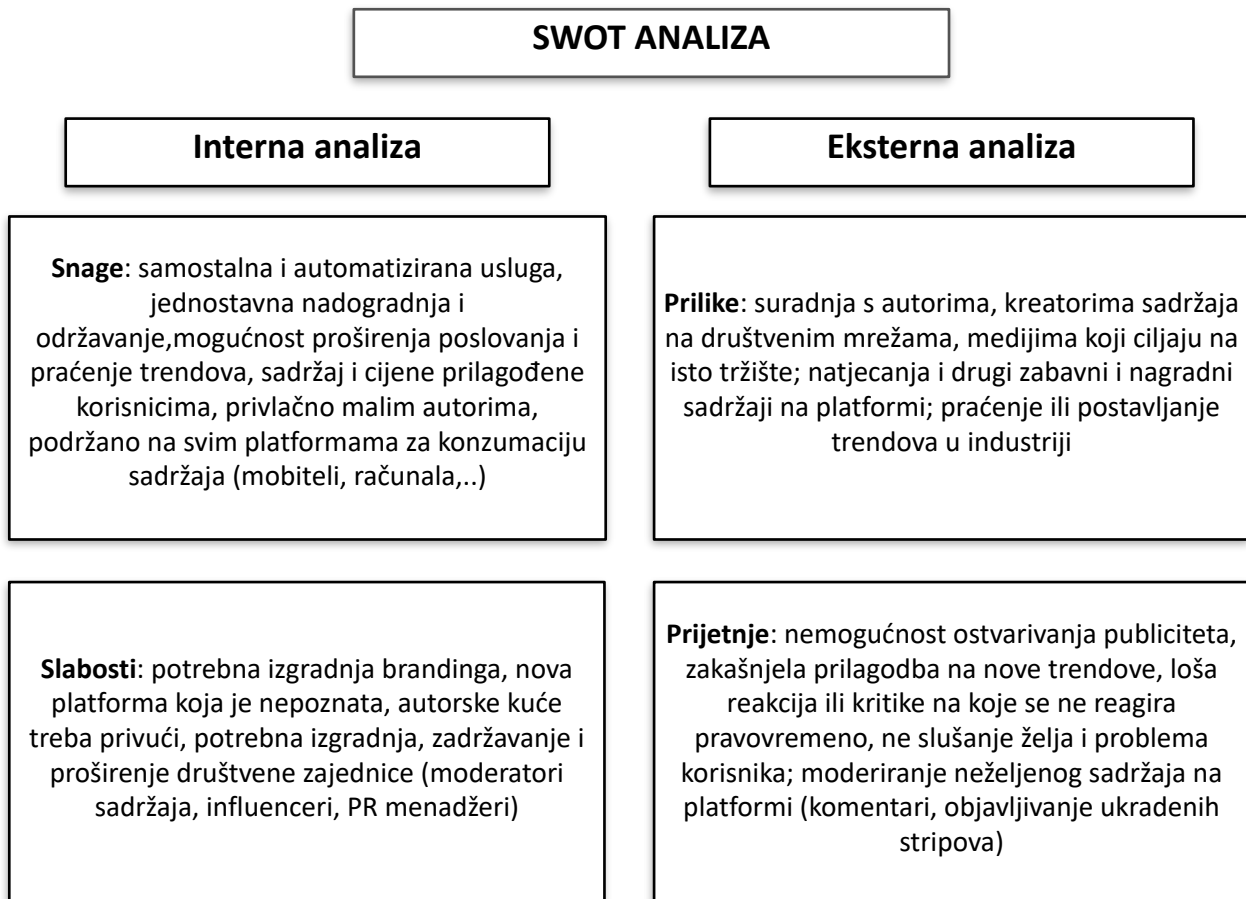 SWOT ANALIZA
Interna analiza
Eksterna analiza
Snage: samostalna i automatizirana usluga,
jednostavna nadogradnja i
održavanje,mogućnost proširenja poslovanja i
praćenje trendova, sadržaj i cijene prilagođene
korisnicima, privlačno malim autorima,
podržano na svim platformama za konzumaciju
sadržaja (mobiteli, računala,..)
Prilike: suradnja s autorima, kreatorima sadržaja
na društvenim mrežama, medijima koji ciljaju na
isto tržište; natjecanja i drugi zabavni i nagradni
sadržaji na platformi; praćenje ili postavljanje
trendova u industriji
Slabosti: potrebna izgradnja brandinga, nova
platforma koja je nepoznata, autorske kuće
treba privući, potrebna izgradnja, zadržavanje i
proširenje društvene zajednice (moderatori
sadržaja, influenceri, PR menadžeri)
Prijetnje: nemogućnost ostvarivanja publiciteta,
zakašnjela prilagodba na nove trendove, loša
reakcija ili kritike na koje se ne reagira
pravovremeno, ne slušanje želja i problema
korisnika; moderiranje neželjenog sadržaja na
platformi (komentari, objavljivanje ukradenih
stripova)